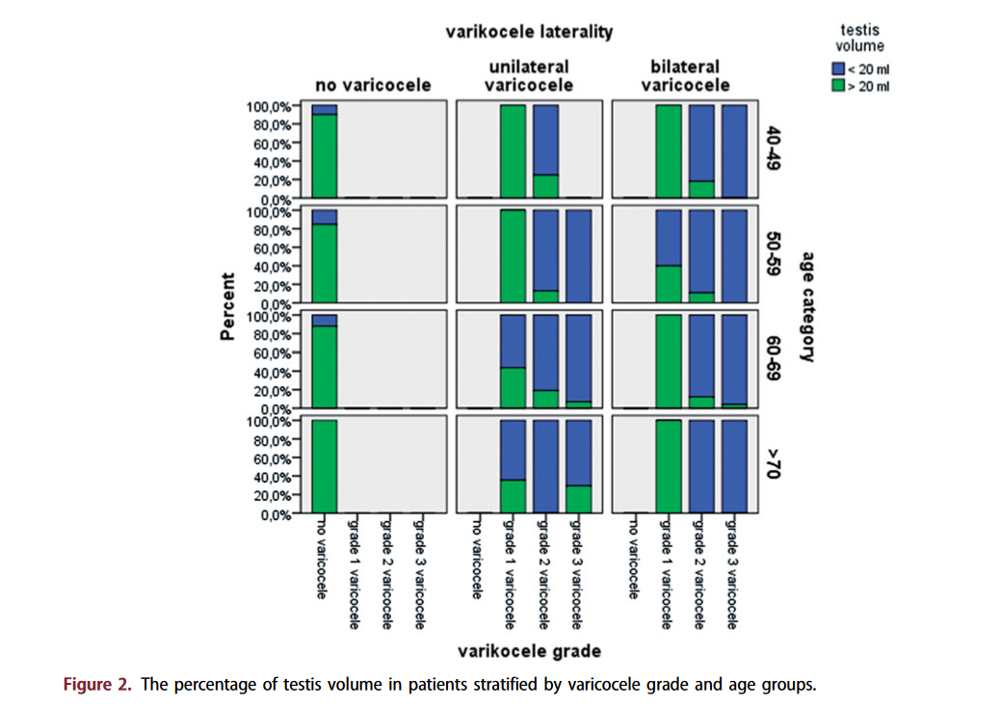 varikocele laterality
testis
volume
< 20 ml
> 20 ml
no varicocele
unilateral
varicocele
bilateral
varicocele
Percent
100,0%
80,0%
60,0%
40,0%
20,0%
0,0%
100,0%
80,0%
60,0%
40,0%
20,0%
0,0%
100,0%
80,0%
60,0%
40,0%
20,0%
0,0%
100,0%
80,0%
60,0%
40,0%
20,0%
0,0%
40-49
50-59
60-69
>70
age category
no varicocele
grade 1 varicocele
grade 2 varicocele
grade 3 varicocele
no varicocele
grade 1 varicocele
grade 2 varicocele
grade 3 varicocele
no varicocele
grade 1 varicocele
grade 2 varicocele
grade 3 varicocele
varikocele grade
Figure 2. The percentage of testis volume in patients stratified by varicocele grade and age groups.